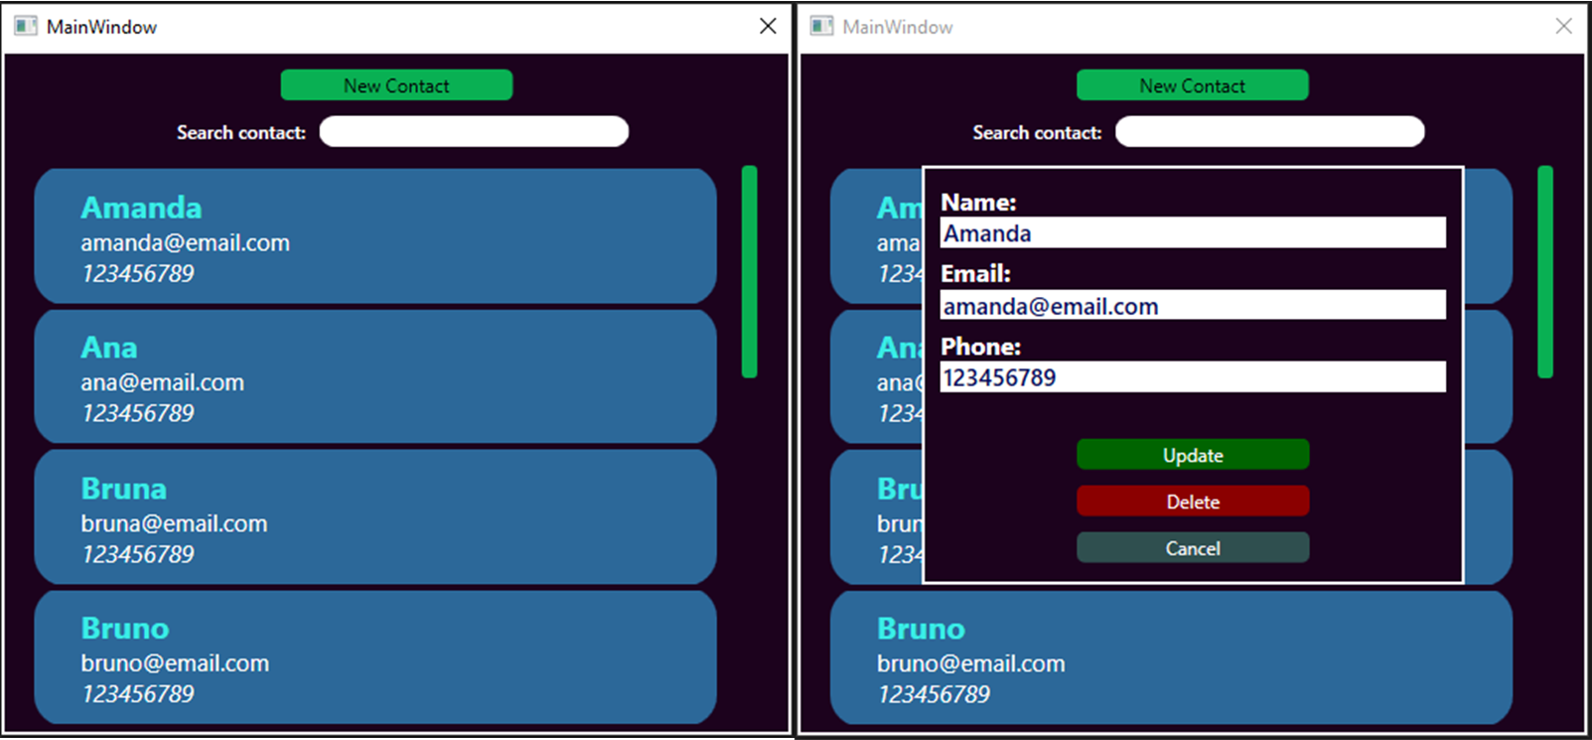 MainWindow
New Contact
Search contact:
Amanda
amanda@email.com
123456789
Ana
ana@email.com
123456789
Bruna
bruna@email.com
123456789
Bruno
bruno@email.com
123456789
MainWindow
New Contact
Search contact:
Am
ama
1234
Ana
ana@
1234
Bru
brun
1234
Name:
Amanda
Email:
amanda@email.com
Phone:
123456789
Update
Delete
Cancel
Bruno
bruno@email.com
123456789